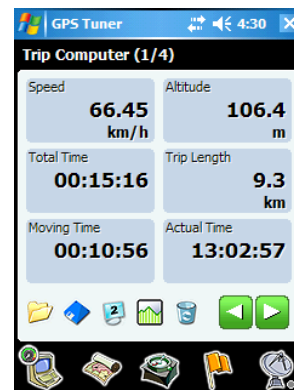 GPS Tuner 4:30
Trip Computer (1/4)
Speed Altitude
66.45 106.4
km/h m
Total Time Trip Length
00:15:16 9.3
km
Moving Time Actual Time
00:10:56 13:02:57
2